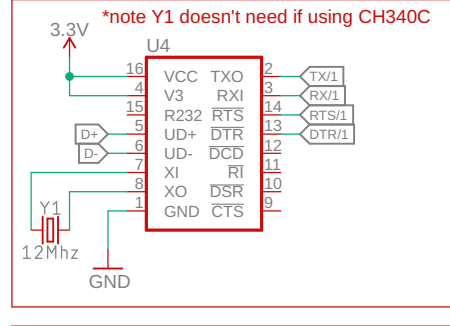 *note Y1 doesn't need if using CH340C
3.3V
U4
16 VCC TXO 2 TX/1
4 V3 RXI 3 RX/1
15 R232 RTS 14 RTS/1
D+ 5 UD+ DTR 13 DTR/1
D- 6 UD- DCD 12
7 XI RI 11
8 XO DSR 10
1 GND CTS 9
Y1
12Mhz
GND